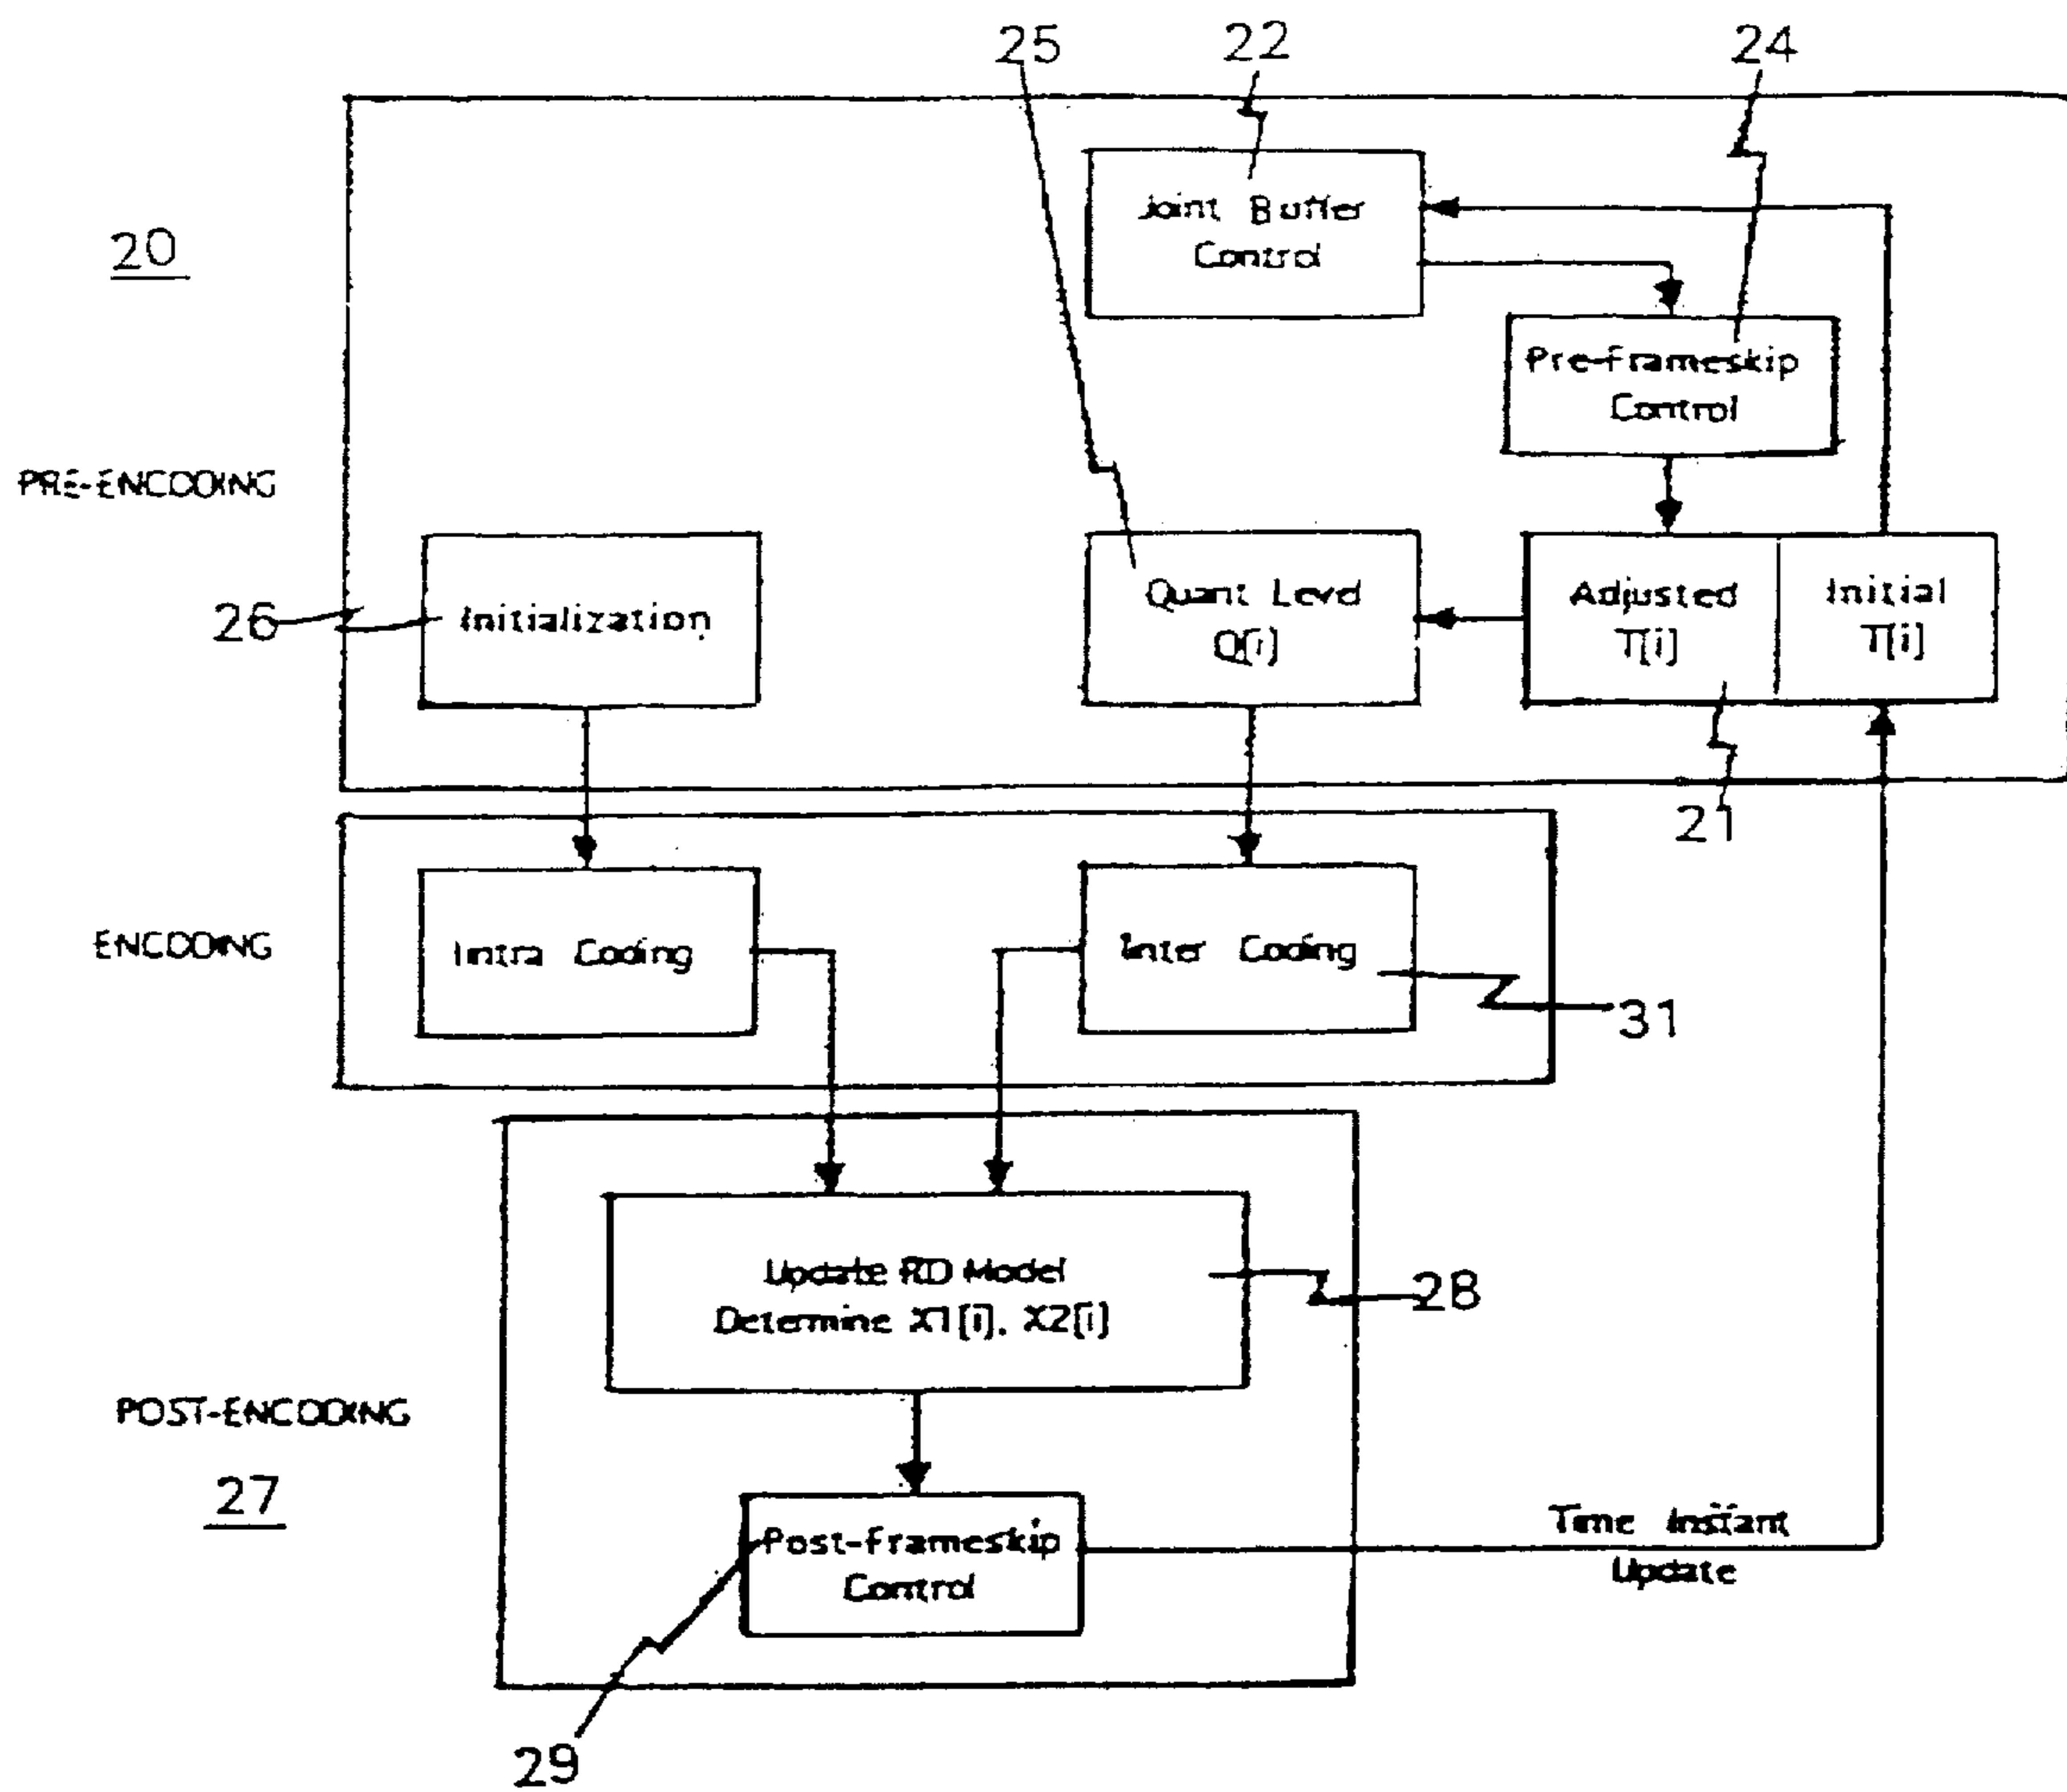 25
22
24
20
Joint Buffer
Control
Pre-frameskip
Control
PRE-ENCODING
26
Initialization
Quant Level
Q[i]
Adjusted
T[i]
Initial
T[i]
21
ENCODING
Intra Coding
Inter Coding
31
Update RD Model
Determine X1[i], X2[i]
28
POST-ENCODING
27
Post-frameskip
Control
Time Instant
Update
29